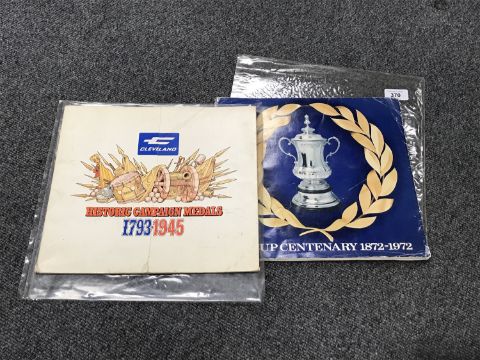 CLEVELAND
HISTORIC CAMPAIGN MEDALS
1793-1945
370
UP CENTENARY 1872-1972